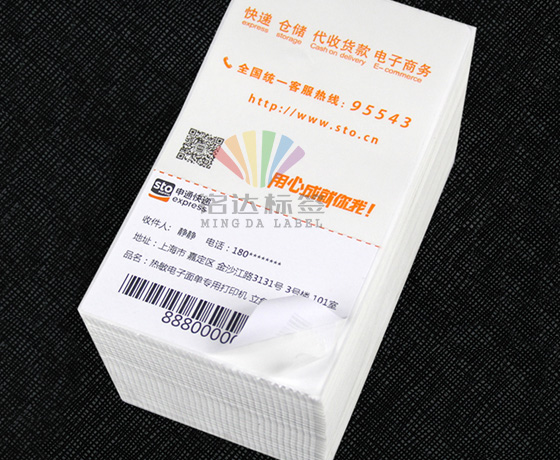 快递 仓储 代收货款 电子商务
express storage Cash on delivery E-commerce
全国统一客服热线：95543
http://www.sto.cn
用心成就你我！
名达标签
MING DA LABEL
sto
申通快递
express
收件人：静静 电话：180********
地址：上海市 嘉定区 金沙江路3131号 3号楼 101室
品名：热敏电子面单专用打印机
8880000